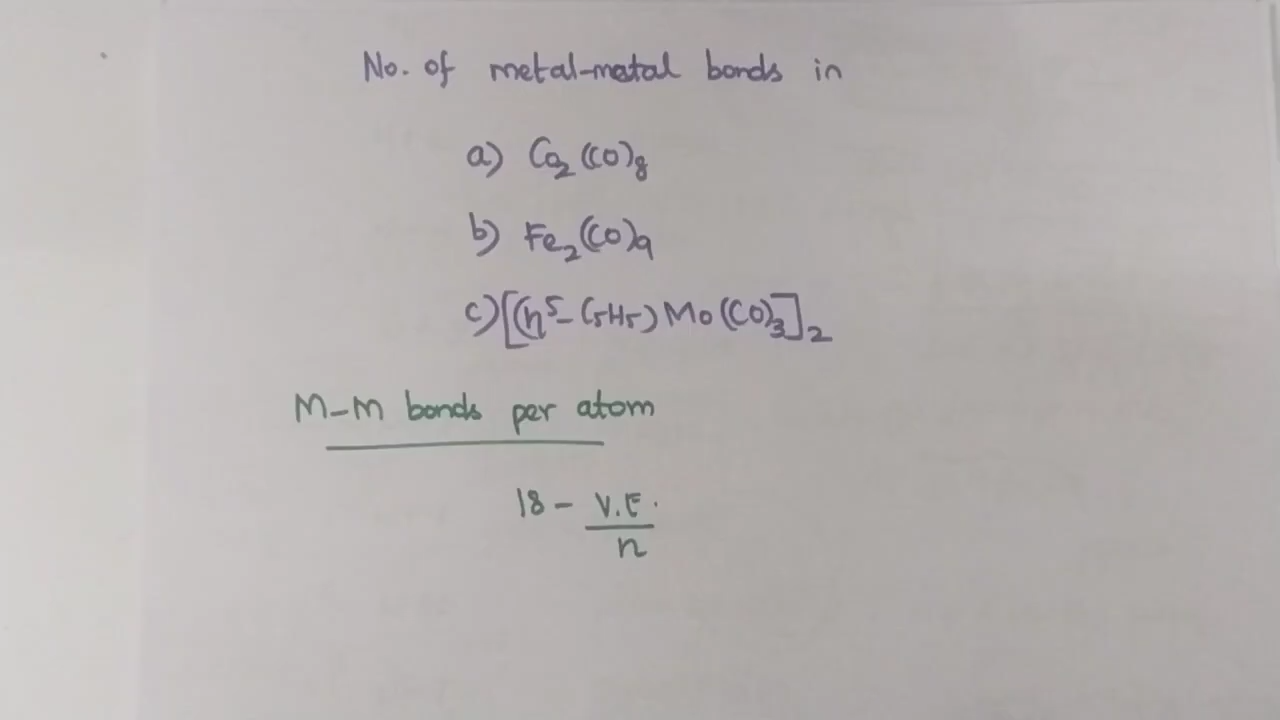 No. of metal-metal bonds in
a) Co₂(CO)₈
b) Fe₂(CO)₉
c) [(η⁵-C₅H₅)Mo(CO)₃]₂
M-M bonds per atom
18 - V.E.
n